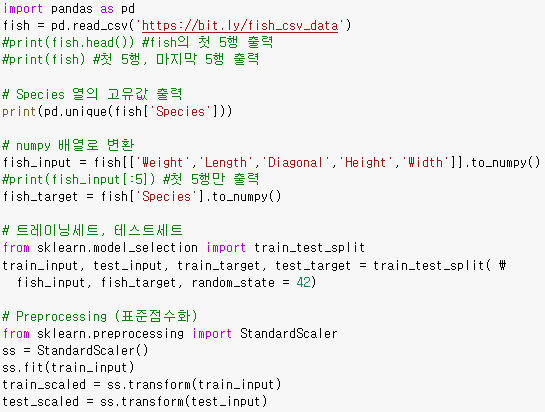 import pandas as pd
fish = pd.read_csv('https://bit.ly/fish_csv_data')
#print(fish.head()) #fish의 첫 5행 출력
#print(fish) #첫 5행, 마지막 5행 출력
# Species 열의 고유값 출력
print(pd.unique(fish['Species']))
# numpy 배열로 변환
fish_input = fish[['Weight','Length','Diagonal','Height','Width']].to_numpy()
#print(fish_input[:5]) #첫 5행만 출력
fish_target = fish['Species'].to_numpy()
# 트레이닝세트, 테스트세트
from sklearn.model_selection import train_test_split
train_input, test_input, train_target, test_target = train_test_split( ₩
fish_input, fish_target, random_state = 42)
# Preprocessing (표준점수화)
from sklearn.preprocessing import StandardScaler
ss = StandardScaler()
ss.fit(train_input)
train_scaled = ss.transform(train_input)
test_scaled = ss.transform(test_input)